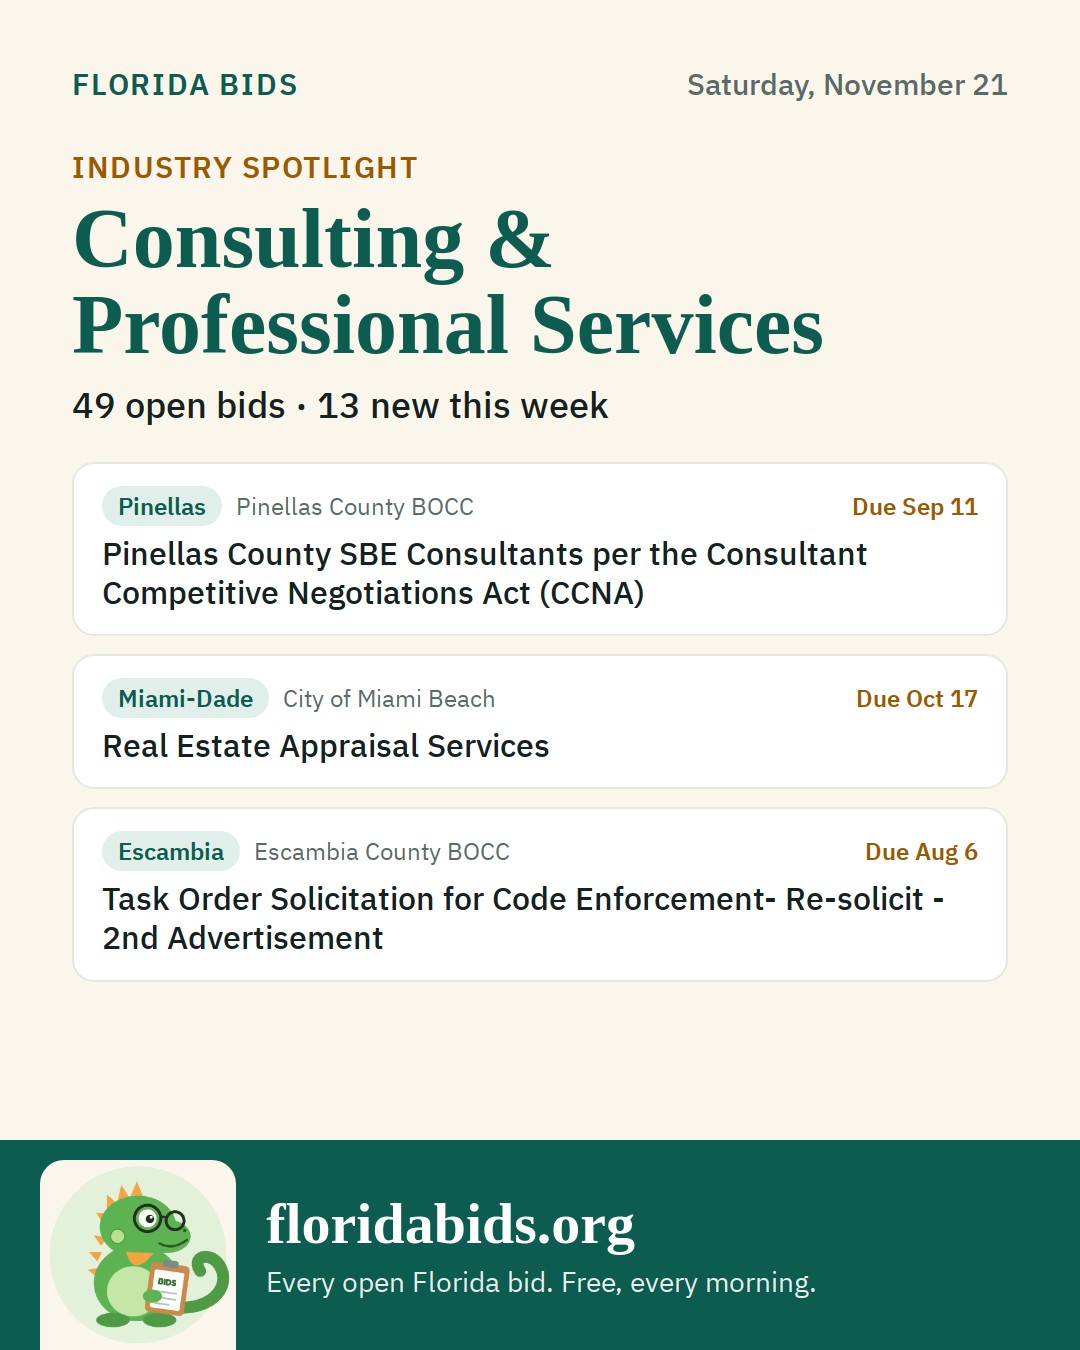 FLORIDA BIDS
Saturday, November 21
INDUSTRY SPOTLIGHT
Consulting &
Professional Services
49 open bids · 13 new this week
Pinellas Pinellas County BOCC Due Sep 11
Pinellas County SBE Consultants per the Consultant
Competitive Negotiations Act (CCNA)
Miami-Dade City of Miami Beach Due Oct 17
Real Estate Appraisal Services
Escambia Escambia County BOCC Due Aug 6
Task Order Solicitation for Code Enforcement- Re-solicit -
2nd Advertisement
BIDS
floridabids.org
Every open Florida bid. Free, every morning.